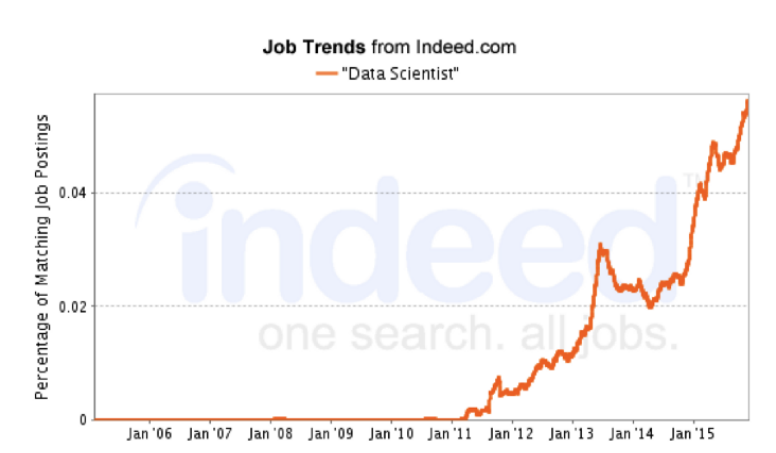 Job Trends from Indeed.com
"Data Scientist"
Percentage of Matching Job Postings
0.04
0.02
0
indeed
TM
one search. all jobs.
Jan '06 Jan '07 Jan '08 Jan '09 Jan '10 Jan '11 Jan '12 Jan '13 Jan '14 Jan '15